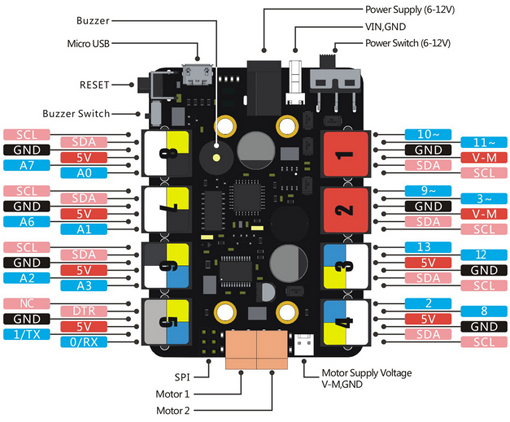 Buzzer
Power Supply (6-12V)
Micro USB
VIN,GND
Power Switch (6-12V)
RESET
Buzzer Switch
SCL
SDA
GND
5V
A7
A0
8
1
10~
11~
GND
V-M
SDA
SCL
SCL
SDA
GND
5V
A6
A1
7
2
9~
3~
GND
V-M
SDA
SCL
SCL
SDA
GND
5V
A2
A3
6
3
13
12
5V
GND
SDA
SCL
NC
DTR
GND
5V
1/TX
0/RX
5
4
2
8
5V
GND
SDA
SCL
SPI
Motor 1
Motor 2
Motor Supply Voltage
V-M,GND